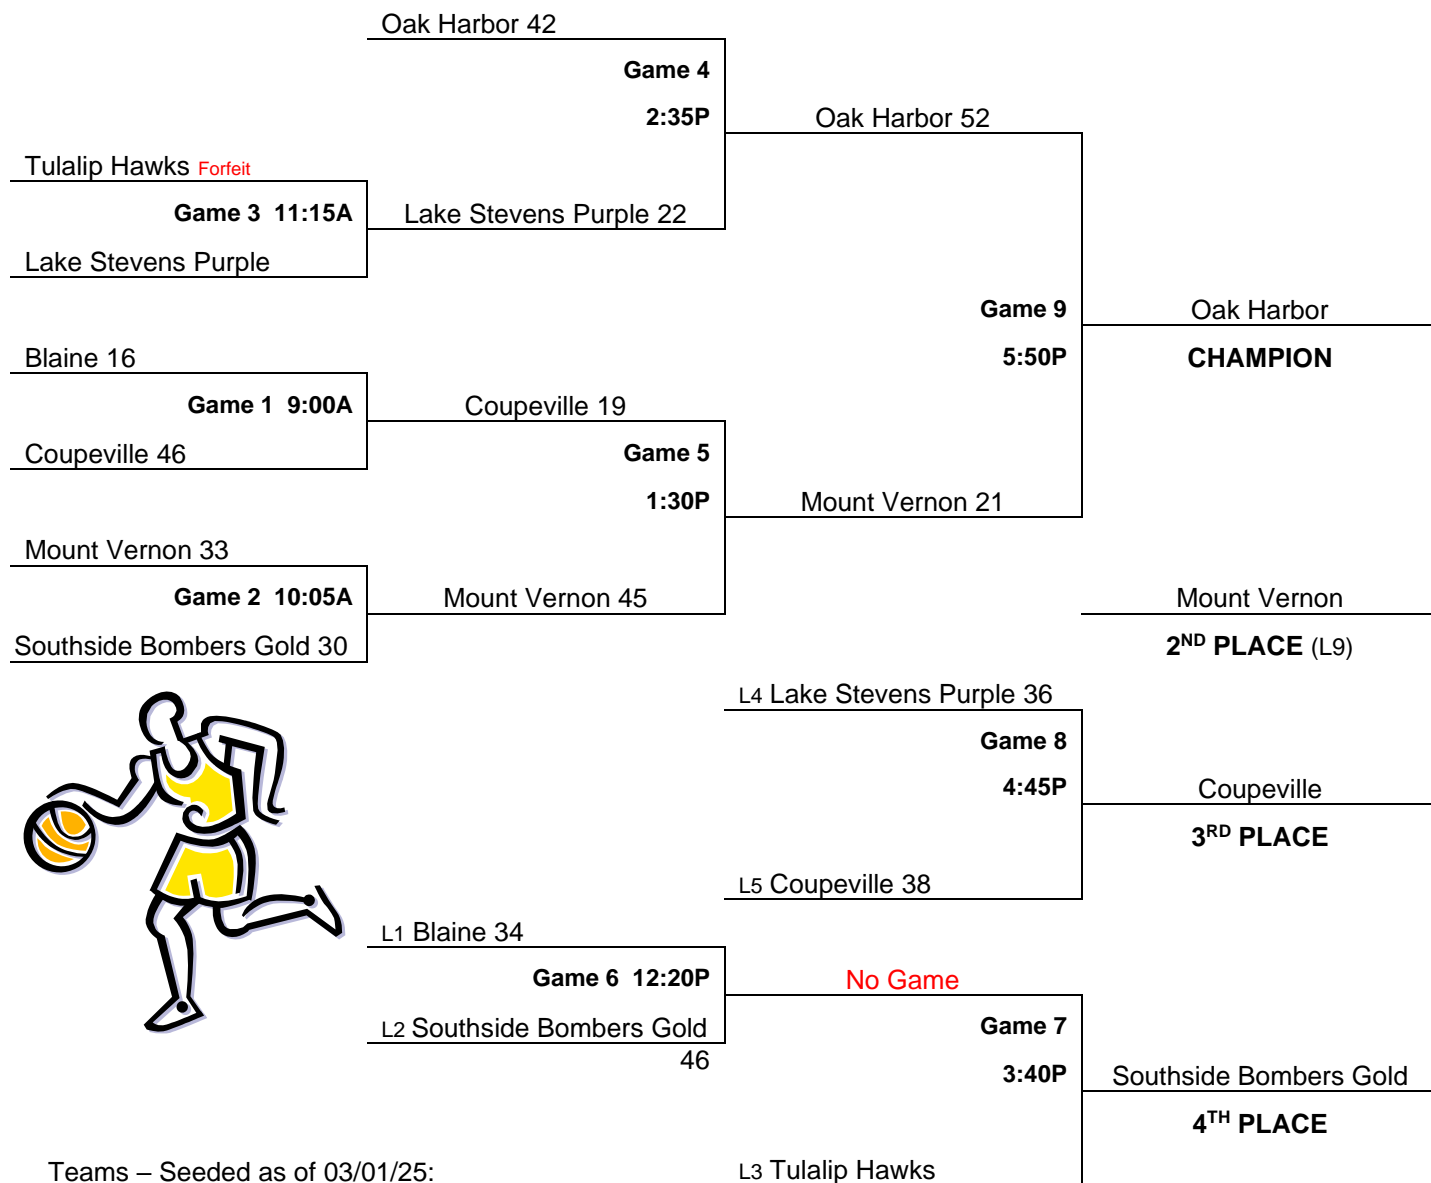 Oak Harbor 42
Game 4
2:35P
Oak Harbor 52
Tulalip Hawks Forfeit
Game 3 11:15A
Lake Stevens Purple 22
Lake Stevens Purple
Game 9
Oak Harbor
Blaine 16
5:50P
CHAMPION
Game 1 9:00A
Coupeville 19
Coupeville 46
Game 5
1:30P
Mount Vernon 21
Mount Vernon 33
Game 2 10:05A
Mount Vernon 45
Mount Vernon
Southside Bombers Gold 30
2ND PLACE (L9)
L4 Lake Stevens Purple 36
Game 8
4:45P
Coupeville
3RD PLACE
L5 Coupeville 38
L1 Blaine 34
Game 6 12:20P
No Game
L2 Southside Bombers Gold
46
Game 7
3:40P
Southside Bombers Gold
4TH PLACE
Teams – Seeded as of 03/01/25:
L3 Tulalip Hawks